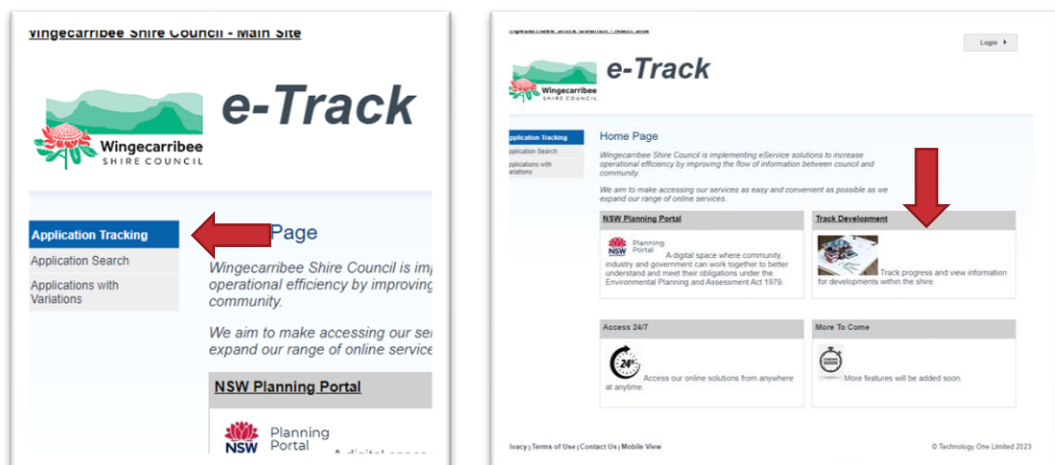 Wingecarribee Shire Council - Main Site
e-Track
Wingecarribee
SHIRE COUNCIL
Application Tracking
Application Search
Applications with
Variations
Page
Wingecarribee Shire Council is
operational efficiency by improving
community.
We aim to make accessing our
expand our range of online service
NSW Planning Portal
NSW
Planning
Portal
A digital space
Login
e-Track
Wingecarribee
SHIRE COUNCIL
Application Tracking
Application Search
Applications with
Variations
Home Page
Wingecarribee Shire Council is implementing eService solutions to increase
operational efficiency by improving the flow of information between council and
community.
We aim to make accessing our services as easy and convenient as possible as we
expand our range of online services.
NSW Planning Portal
NSW
Planning
Portal
A digital space where community,
industry and government can work together to better
understand and meet their obligations under the
Environmental Planning and Assessment Act 1979.
Track Development
Track progress and view information
for developments within the shire.
Access 24/7
24
Access our online solutions from anywhere
at anytime.
More To Come
More features will be added soon.
Privacy | Terms of Use | Contact Us | Mobile View
© Technology One Limited 2023